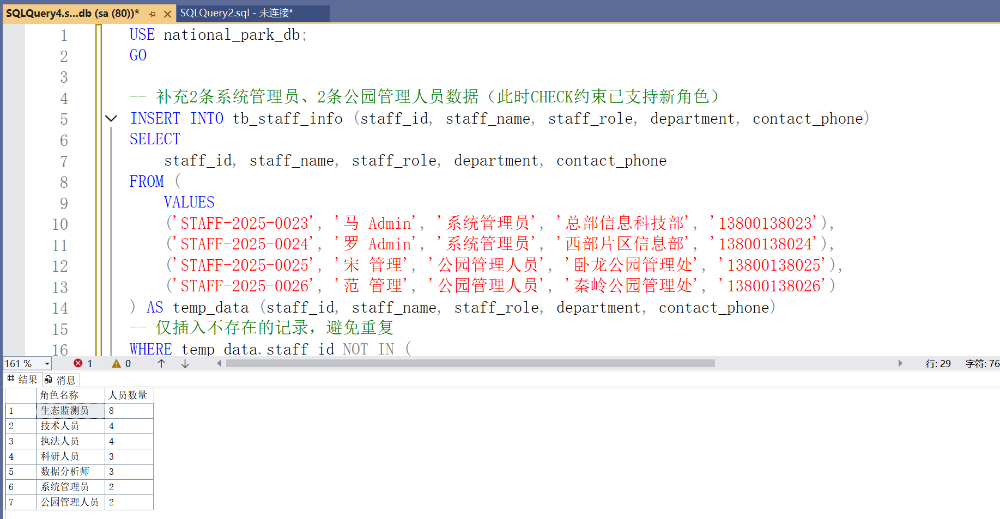 SQLQuery4.s...db (sa (80))*
SQLQuery2.sql - 未连接*
1 USE national_park_db;
2 GO
3
4 -- 补充2条系统管理员、2条公园管理人员数据（此时CHECK约束已支持新角色）
5 INSERT INTO tb_staff_info (staff_id, staff_name, staff_role, department, contact_phone)
6 SELECT
7 staff_id, staff_name, staff_role, department, contact_phone
8 FROM (
9 VALUES
10 ('STAFF-2025-0023', '马 Admin', '系统管理员', '总部信息科技部', '13800138023'),
11 ('STAFF-2025-0024', '罗 Admin', '系统管理员', '西部片区信息部', '13800138024'),
12 ('STAFF-2025-0025', '宋 管理', '公园管理人员', '卧龙公园管理处', '13800138025'),
13 ('STAFF-2025-0026', '范 管理', '公园管理人员', '秦岭公园管理处', '13800138026')
14 ) AS temp_data (staff_id, staff_name, staff_role, department, contact_phone)
15 -- 仅插入不存在的记录，避免重复
16 WHERE temp_data.staff_id NOT IN (
161 % 1 0 行: 29 字符: 76
结果 消息
角色名称 人员数量
1 生态监测员 8
2 技术人员 4
3 执法人员 4
4 科研人员 3
5 数据分析师 3
6 系统管理员 2
7 公园管理人员 2